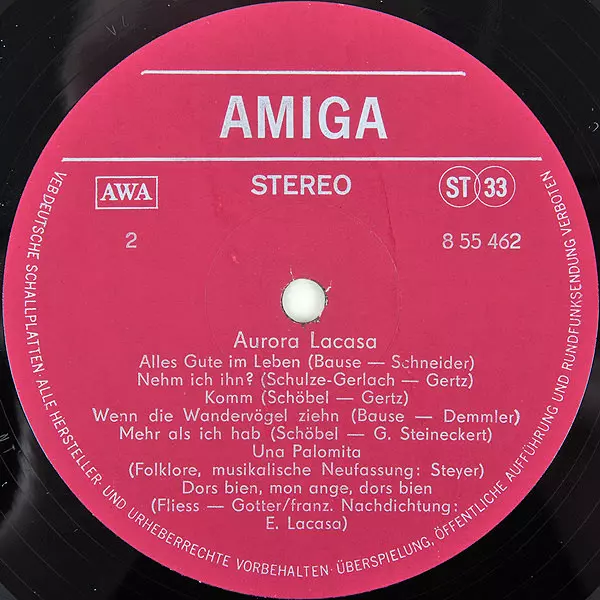 AMIGA
AWA
STEREO
ST 33
2
8 55 462
Aurora Lacasa
Alles Gute im Leben (Bause — Schneider)
Nehm ich ihn? (Schulze-Gerlach — Gertz)
Komm (Schöbel — Gertz)
Wenn die Wandervögel ziehn (Bause — Demmler)
Mehr als ich hab (Schöbel — G. Steineckert)
Una Palomita
(Folklore, musikalische Neufassung: Steyer)
Dors bien, mon ange, dors bien
(Fliess — Gotter/franz. Nachdichtung:
E. Lacasa)
VEB DEUTSCHE SCHALLPLATTEN · ALLE HERSTELLER- UND URHEBERRECHTE VORBEHALTEN · ÜBERSPIELUNG, ÖFFENTLICHE AUFFÜHRUNG UND RUNDFUNKSENDUNG VERBOTEN